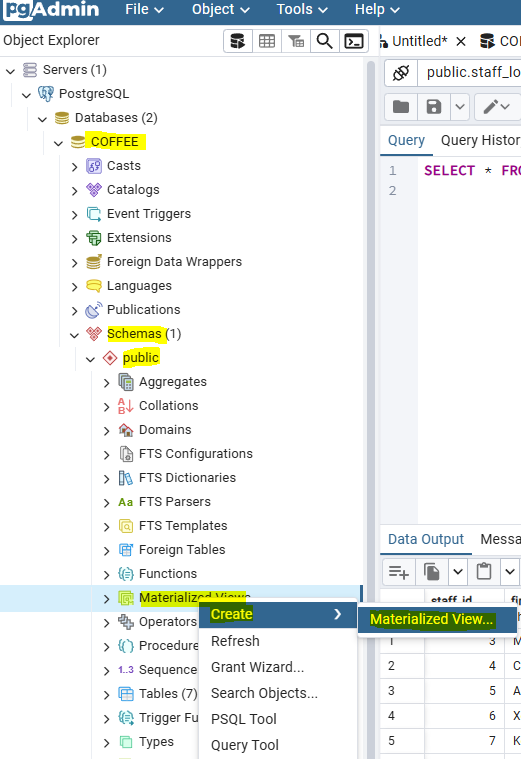 pgAdmin File Object Tools Help
Object Explorer
Servers (1)
PostgreSQL
Databases (2)
COFFEE
Casts
Catalogs
Event Triggers
Extensions
Foreign Data Wrappers
Languages
Publications
Schemas (1)
public
Aggregates
Collations
Domains
FTS Configurations
FTS Dictionaries
Aa FTS Parsers
FTS Templates
Foreign Tables
Functions
Materialized Views
Operators
Procedure
1..3 Sequence
Tables (7)
Trigger Fu
Types
Create
Refresh
Grant Wizard...
Search Objects...
PSQL Tool
Query Tool
Materialized View...
Untitled* CO
public.staff_lo
Query Query Histor
1 SELECT * FRO
2
Data Output Messa
staff_id
1 3 M
2 4 C
3 5 A
4 6 X
5 7 K